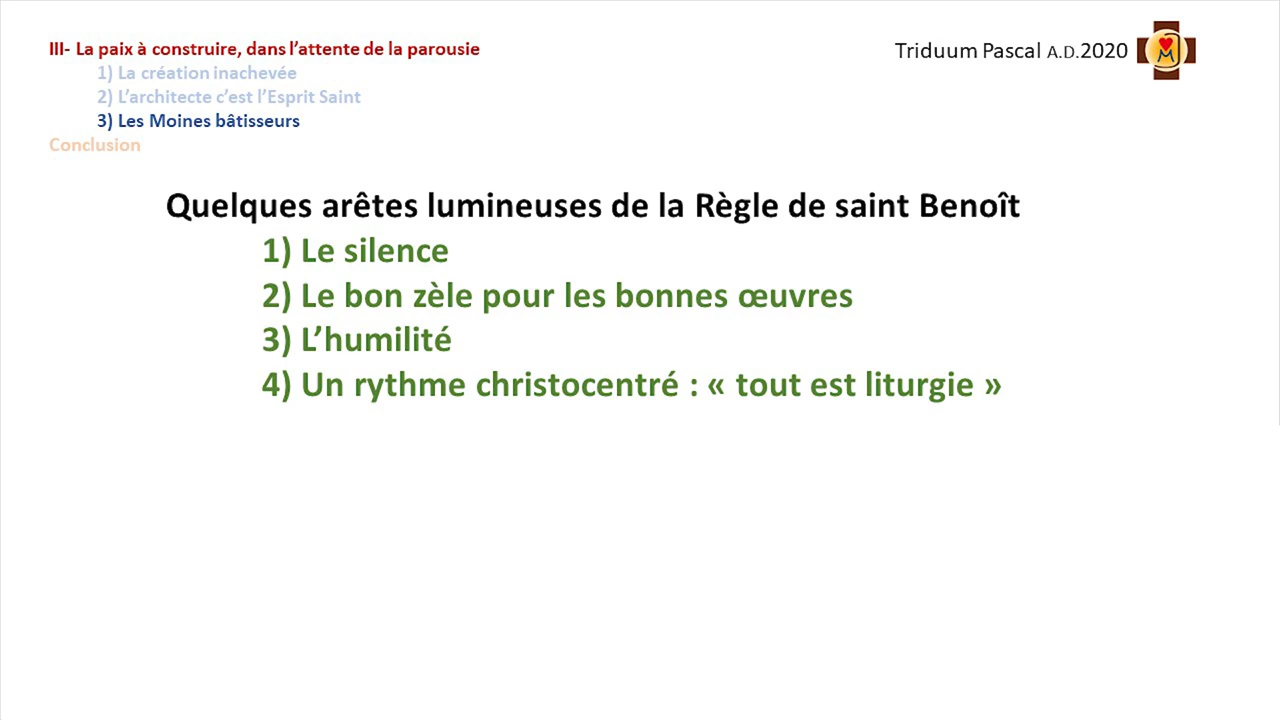 III- La paix à construire, dans l’attente de la parousie
1) La création inachevée
2) L’architecte c’est l’Esprit Saint
3) Les Moines bâtisseurs
Conclusion
Triduum Pascal A.D.2020
Quelques arêtes lumineuses de la Règle de saint Benoît
1) Le silence
2) Le bon zèle pour les bonnes œuvres
3) L’humilité
4) Un rythme christocentré : « tout est liturgie »